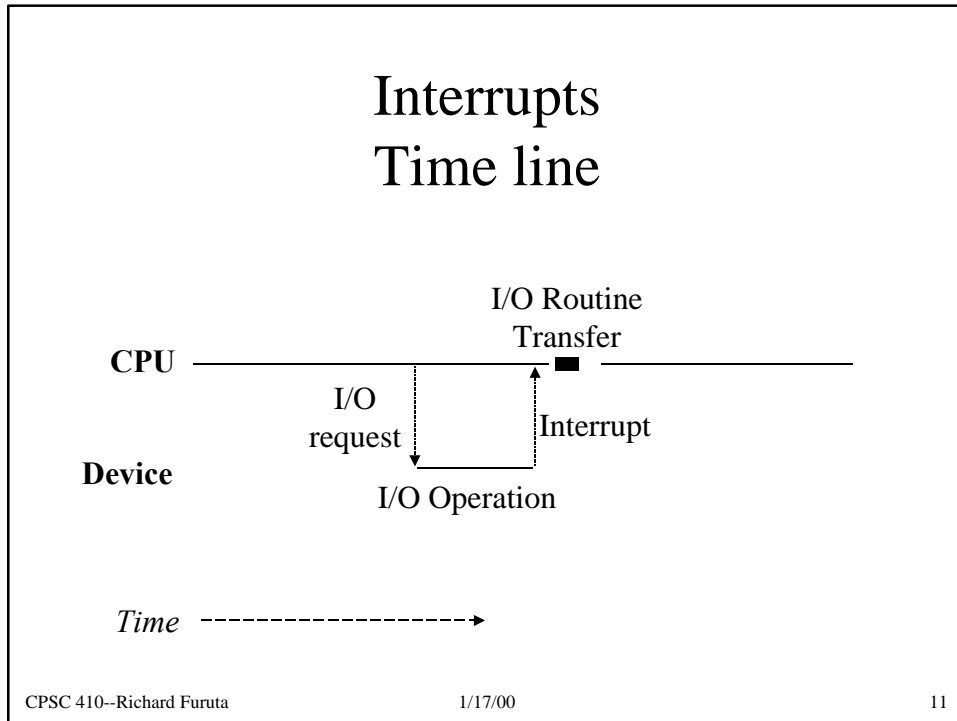 Interrupts
Time line
I/O Routine
Transfer
CPU
I/O
request
Interrupt
Device
I/O Operation
Time
CPSC 410--Richard Furuta 1/17/00 11